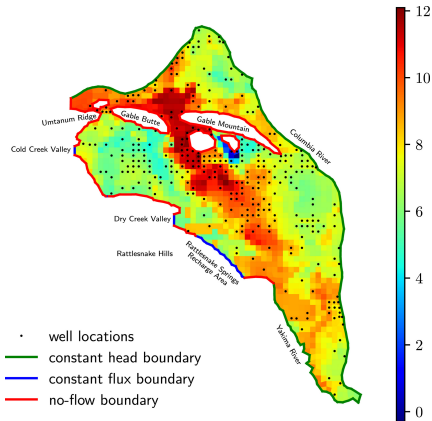 12
10
8
6
4
2
0
Umtanum Ridge
Gable Butte
Gable Mountain
Columbia River
Cold Creek Valley
Dry Creek Valley
Rattlesnake Hills
Rattlesnake Springs
Recharge Area
Yakima River
well locations
constant head boundary
constant flux boundary
no-flow boundary